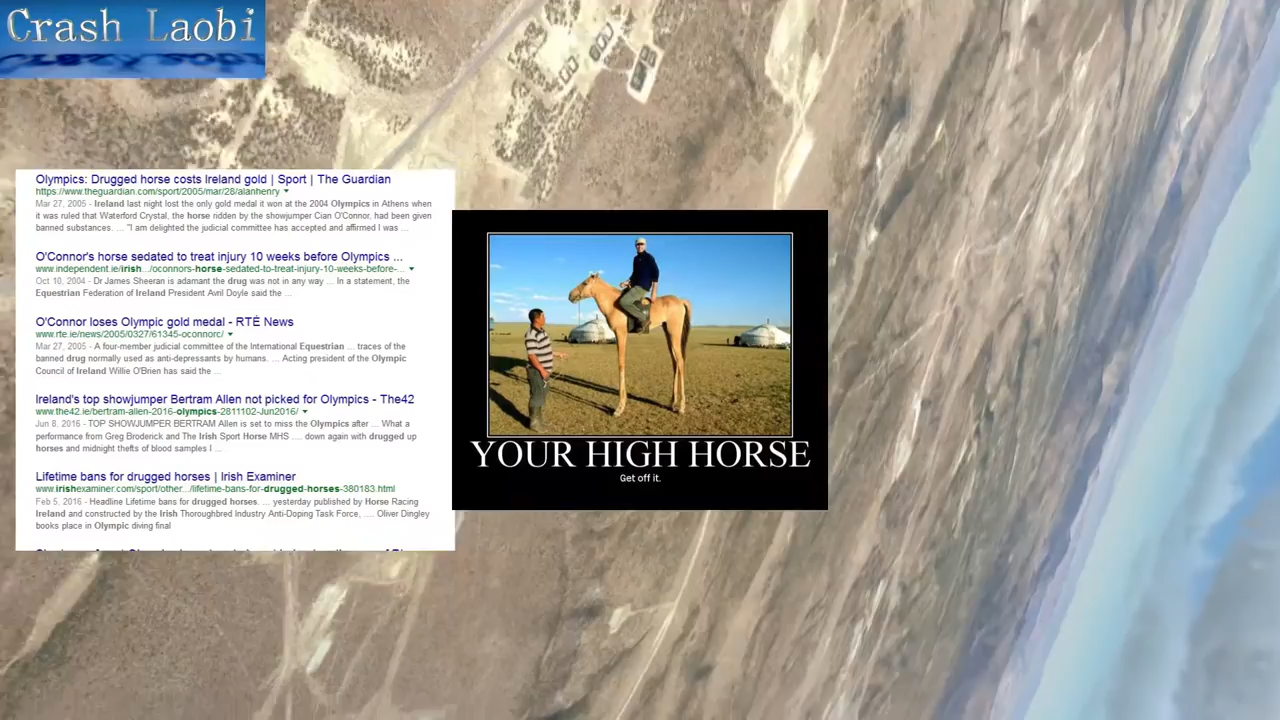 Crash Laobi
Olympics: Drugged horse costs Ireland gold | Sport | The Guardian
https://www.theguardian.com/sport/2005/mar/28/alanhenry
Mar 27, 2005 - Ireland last night lost the only gold medal it won at the 2004 Olympics in Athens when
it was ruled that Waterford Crystal, the horse ridden by the showjumper Cian O'Connor, had been given
banned substances. ... "I am delighted the judicial committee has accepted and affirmed I was ...
O'Connor's horse sedated to treat injury 10 weeks before Olympics ...
www.independent.ie/irish.../oconnors-horse-sedated-to-treat-injury-10-weeks-before-...
Oct 10, 2004 - Dr James Sheeran is adamant the drug was not in any way ... In a statement, the
Equestrian Federation of Ireland President Avril Doyle said the ...
O'Connor loses Olympic gold medal - RTÉ News
www.rte.ie/news/2005/0327/61345-oconnorc/
Mar 27, 2005 - A four-member judicial committee of the International Equestrian ... traces of the
banned drug normally used as anti-depressants by humans. ... Acting president of the Olympic
Council of Ireland Willie O'Brien has said the ...
Ireland's top showjumper Bertram Allen not picked for Olympics - The42
www.the42.ie/bertram-allen-2016-olympics-2811102-Jun2016/
Jun 8, 2016 - TOP SHOWJUMPER BERTRAM Allen is set to miss the Olympics after ... What a
performance from Greg Broderick and The Irish Sport Horse MHS .... down again with drugged up
horses and midnight thefts of blood samples I ...
Lifetime bans for drugged horses | Irish Examiner
www.irishexaminer.com/sport/other.../lifetime-bans-for-drugged-horses-380183.html
Feb 5, 2016 - Headline Lifetime bans for drugged horses. ... yesterday published by Horse Racing
Ireland and constructed by the Irish Thoroughbred Industry Anti-Doping Task Force, .... Oliver Dingley
books place in Olympic diving final
YOUR HIGH HORSE
Get off it.